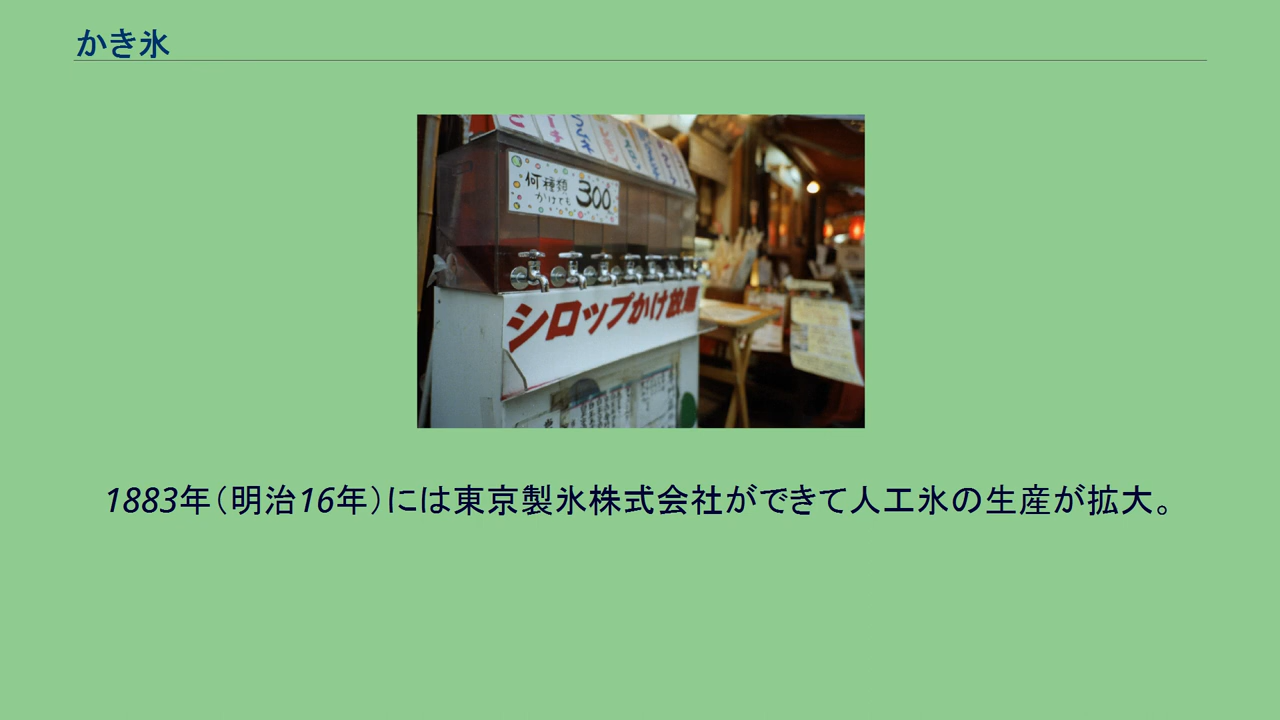 かき氷
何種類
かけても
300
シロップかけ放題
1883年（明治16年）には東京製氷株式会社ができて人工氷の生産が拡大。